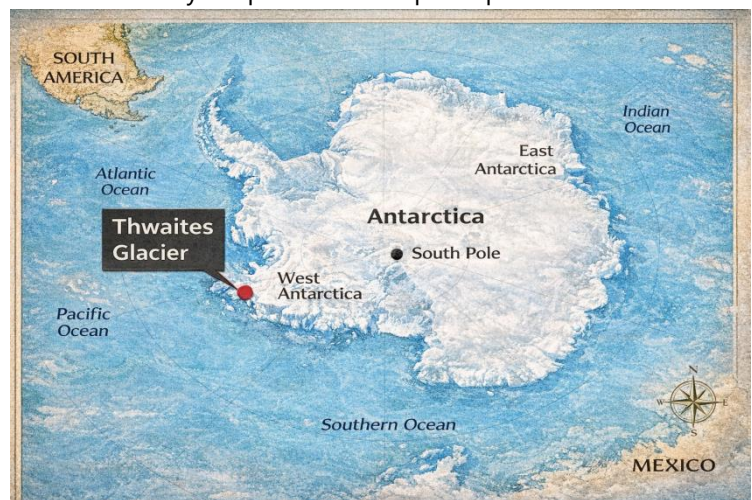 SOUTH
AMERICA
Indian
Ocean
East
Antarctica
Atlantic
Ocean
Antarctica
Thwaites
Glacier
South Pole
West
Antarctica
Pacific
Ocean
N
W
E
S
Southern Ocean
MEXICO